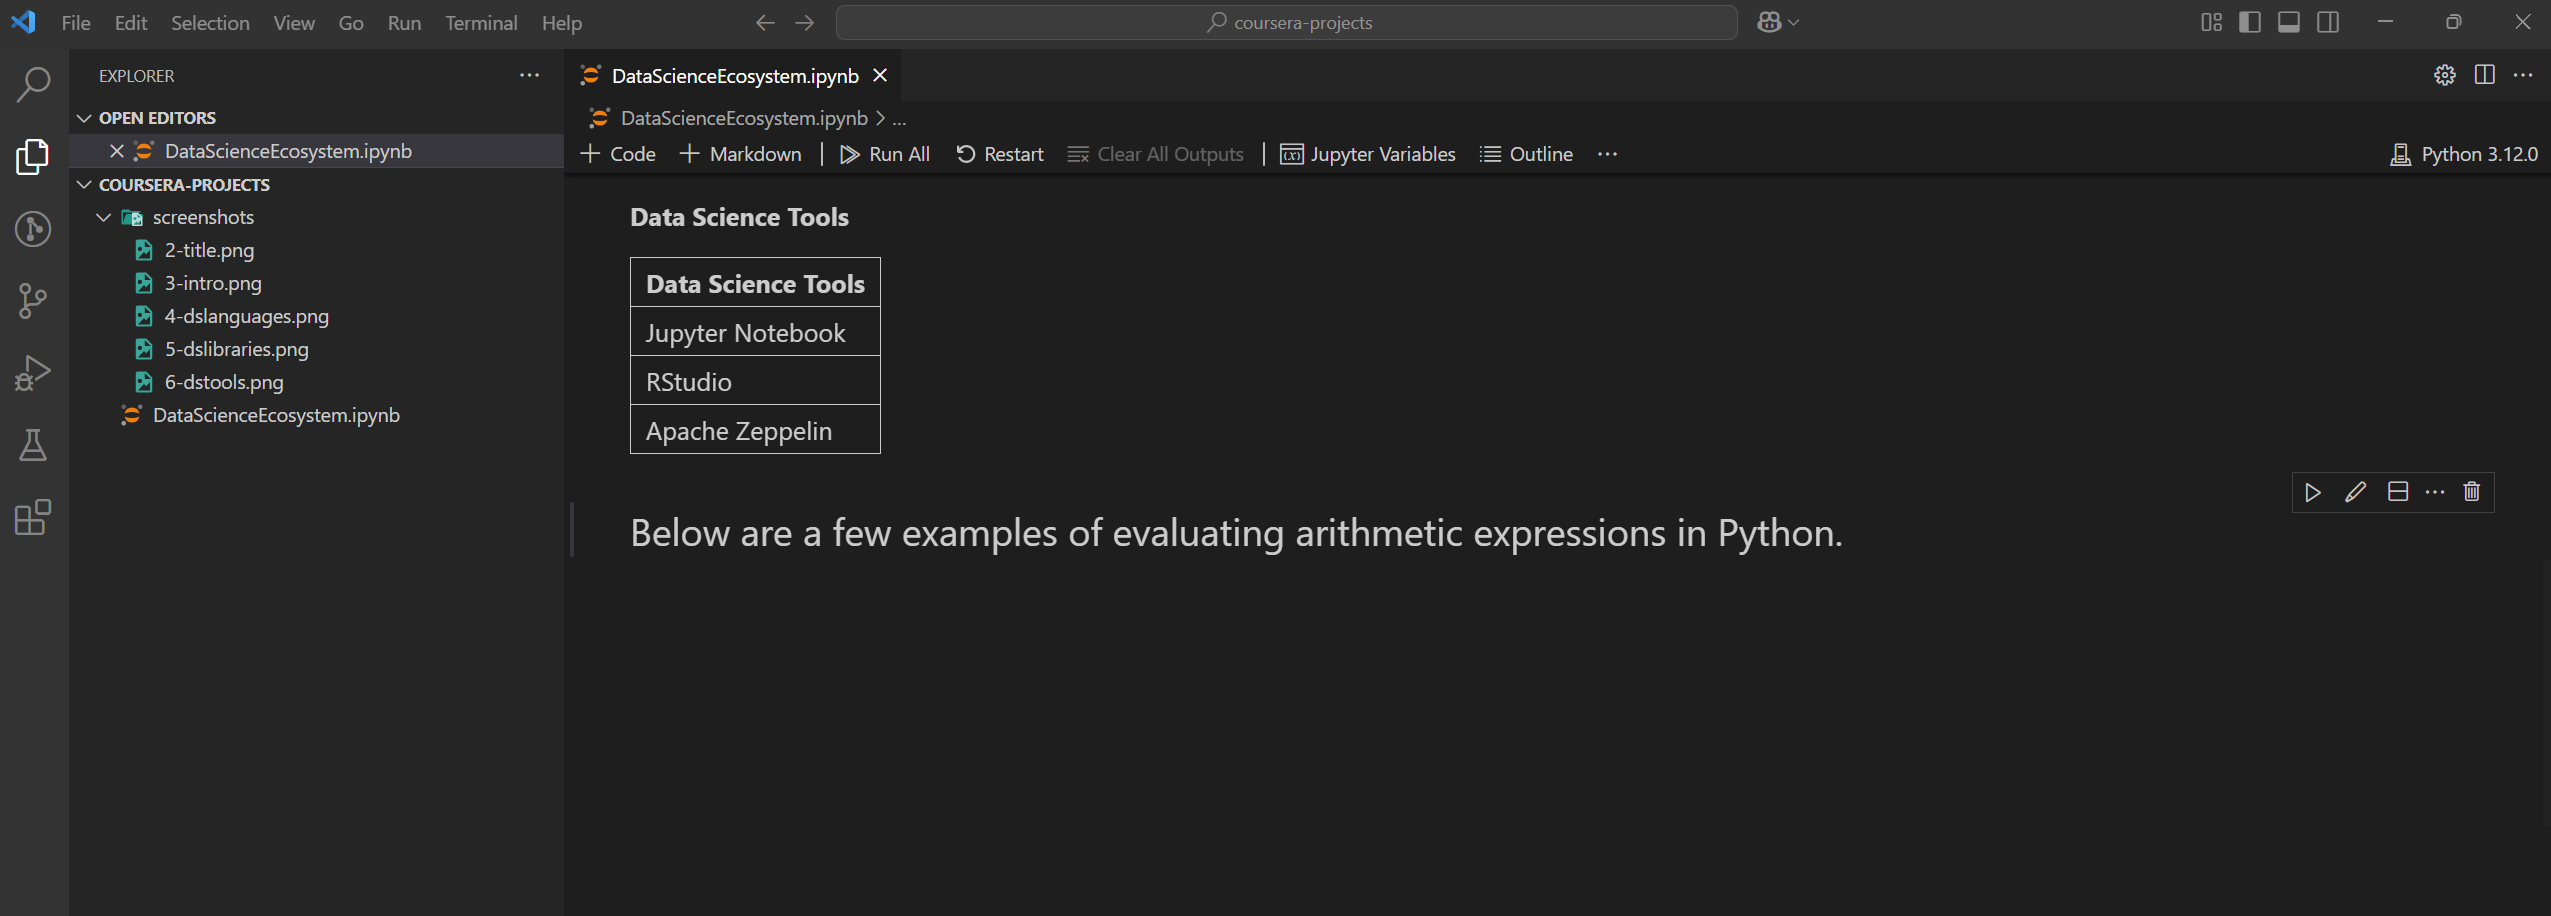 File Edit Selection View Go Run Terminal Help
coursera-projects
EXPLORER
OPEN EDITORS
DataScienceEcosystem.ipynb
COURSERA-PROJECTS
screenshots
2-title.png
3-intro.png
4-dslanguages.png
5-dslibraries.png
6-dstools.png
DataScienceEcosystem.ipynb
DataScienceEcosystem.ipynb
DataScienceEcosystem.ipynb > ...
+ Code + Markdown | Run All Restart Clear All Outputs | (x) Jupyter Variables Outline ... Python 3.12.0
Data Science Tools
Data Science Tools
Jupyter Notebook
RStudio
Apache Zeppelin
Below are a few examples of evaluating arithmetic expressions in Python.